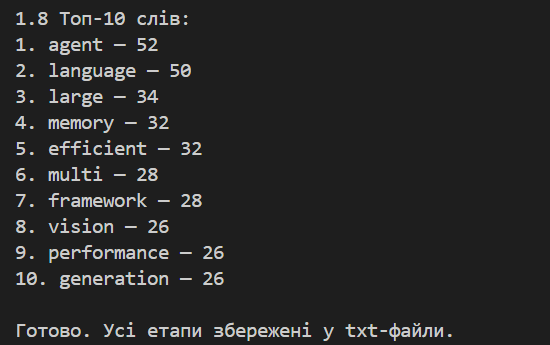 1.8 Топ-10 слів:
1. agent — 52
2. language — 50
3. large — 34
4. memory — 32
5. efficient — 32
6. multi — 28
7. framework — 28
8. vision — 26
9. performance — 26
10. generation — 26
Готово. Усі етапи збережені у txt-файли.